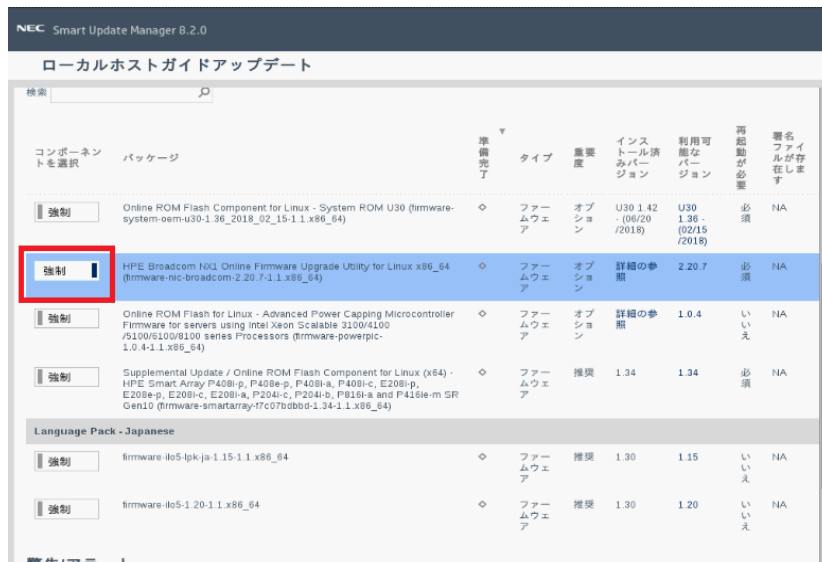 NEC Smart Update Manager 8.2.0
ローカルホストガイドアップデート
検索
コンポーネン
トを選択
パッケージ
準
備
完
了
タイプ
重要
度
インス
トール済
みバー
ジョン
利用可
能な
バー
ジョン
再
起
動
が
必
要
署名
ファイ
ルが存
在しま
す
強制
Online ROM Flash Component for Linux - System ROM U30 (firmware-
system-oem-u30-1.36_2018_02_15-1.1.x86_64)
ファー
ムウェ
ア
オプ
ショ
ン
U30 1.42
- (06/20
/2018)
U30
1.36 -
(02/15
/2018)
必
須
NA
強制
HPE Broadcom NX1 Online Firmware Upgrade Utility for Linux x86_64
(firmware-nic-broadcom-2.20.7-1.1.x86_64)
ファー
ムウェ
ア
オプ
ショ
ン
詳細の参
照
2.20.7
必
須
NA
強制
Online ROM Flash for Linux - Advanced Power Capping Microcontroller
Firmware for servers using Intel Xeon Scalable 3100/4100
/5100/6100/8100 series Processors (firmware-powerpic-
1.0.4-1.1.x86_64)
ファー
ムウェ
ア
オプ
ショ
ン
詳細の参
照
1.0.4
い
い
え
NA
強制
Supplemental Update / Online ROM Flash Component for Linux (x64) -
HPE Smart Array P408i-p, P408e-p, P408i-a, P408i-c, E208i-p,
E208e-p, E208i-c, E208i-a, P204i-c, P204i-b, P816i-a and P416ie-m SR
Gen10 (firmware-smartarray-f7c07bdbbd-1.34-1.1.x86_64)
ファー
ムウェ
ア
推奨
1.34
1.34
必
須
NA
Language Pack - Japanese
強制
firmware-ilo5-lpk-ja-1.15-1.1.x86_64
ファー
ムウェ
ア
推奨
1.30
1.15
い
い
え
NA
強制
firmware-ilo5-1.20-1.1.x86_64
ファー
ムウェ
ア
推奨
1.30
1.20
い
い
え
NA